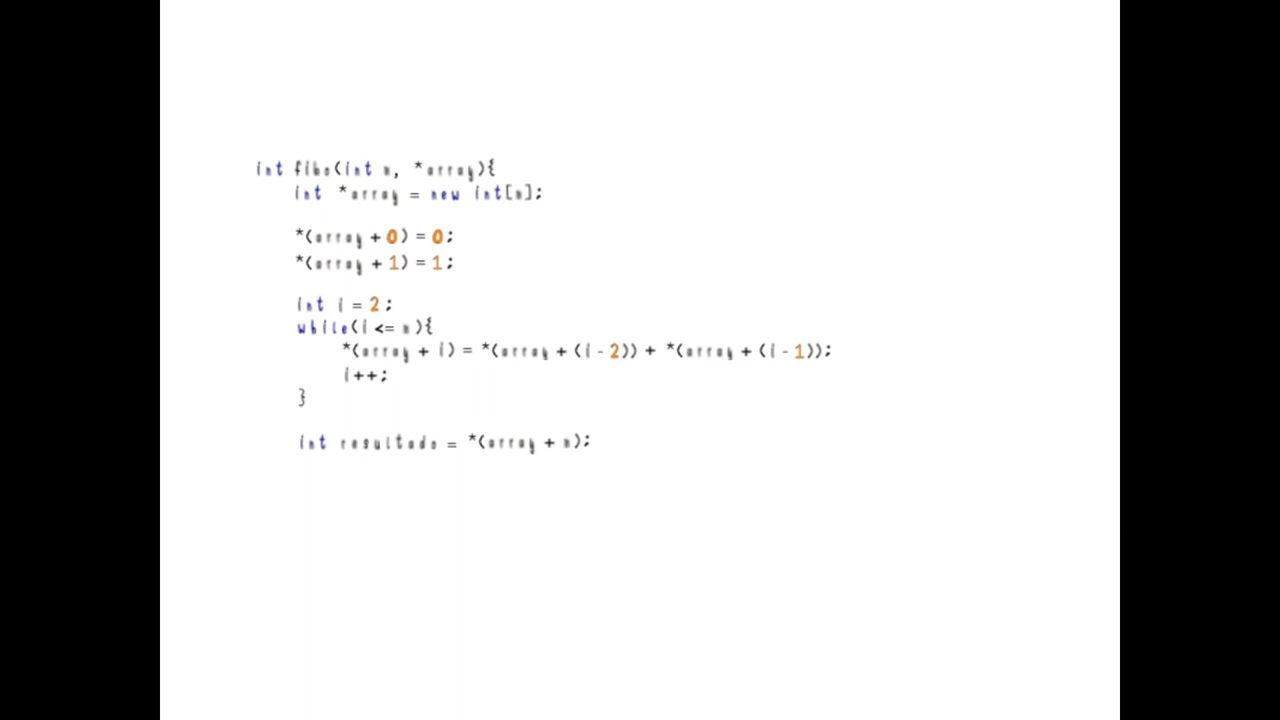 int fibo(int n, *array){
int *array = new int[n];
*(array + 0) = 0;
*(array + 1) = 1;
int i = 2;
while(i <= n){
*(array + i) = *(array + (i - 2)) + *(array + (i - 1));
i++;
}
int resultado = *(array + n);